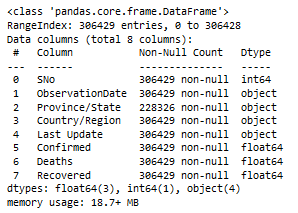 <class 'pandas.core.frame.DataFrame'>
RangeIndex: 306429 entries, 0 to 306428
Data columns (total 8 columns):
 #   Column           Non-Null Count   Dtype
---  ------           --------------   -----
 0   SNo              306429 non-null  int64
 1   ObservationDate  306429 non-null  object
 2   Province/State   228326 non-null  object
 3   Country/Region   306429 non-null  object
 4   Last Update      306429 non-null  object
 5   Confirmed        306429 non-null  float64
 6   Deaths           306429 non-null  float64
 7   Recovered        306429 non-null  float64
dtypes: float64(3), int64(1), object(4)
memory usage: 18.7+ MB